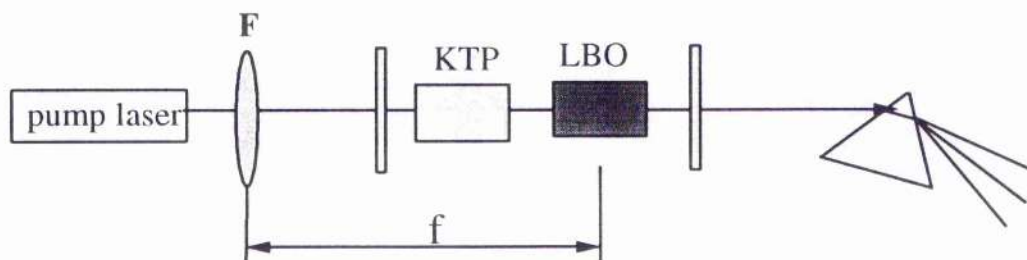 F
KTP
LBO
pump laser
f